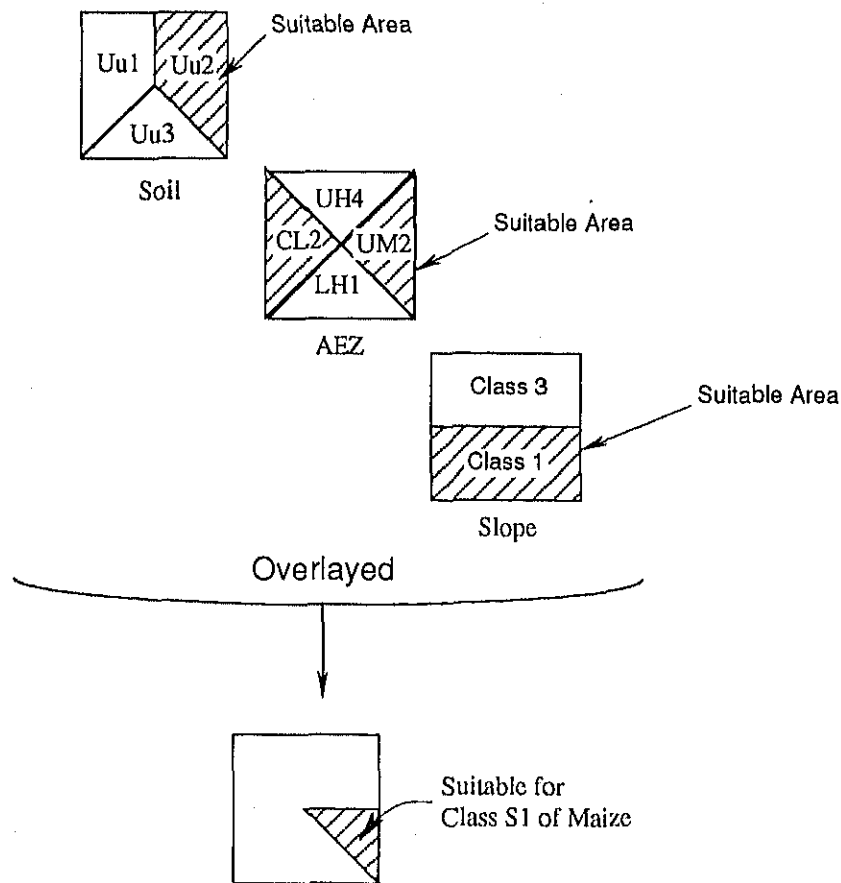 Suitable Area
Uu1
Uu2
Uu3
Soil
UH4
Suitable Area
CL2
UM2
LH1
AEZ
Class 3
Suitable Area
Class 1
Slope
Overlayed
Suitable for
Class S1 of Maize